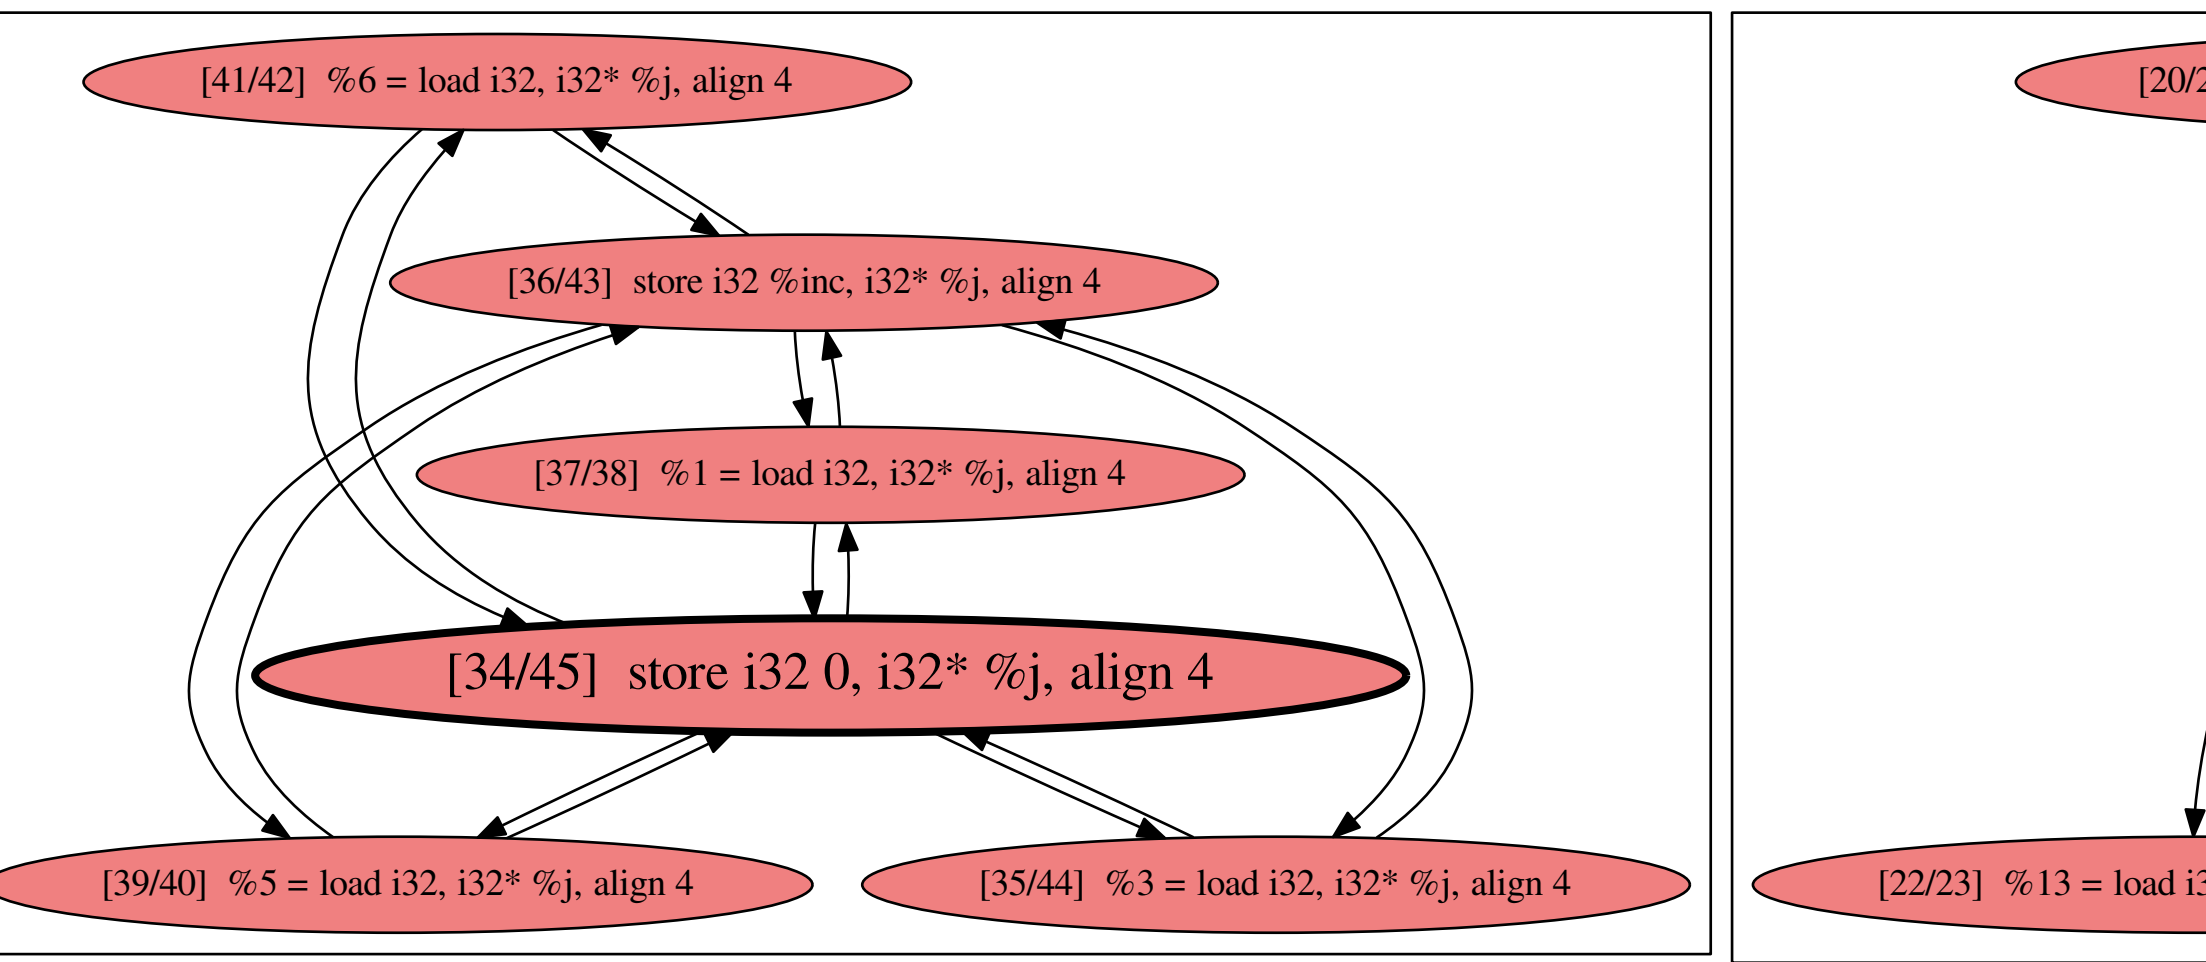 [41/42]  %6 = load i32, i32* %j, align 4
[36/43]  store i32 %inc, i32* %j, align 4
[37/38]  %1 = load i32, i32* %j, align 4
[34/45]  store i32 0, i32* %j, align 4
[39/40]  %5 = load i32, i32* %j, align 4
[35/44]  %3 = load i32, i32* %j, align 4
[22/23]  %13 = load